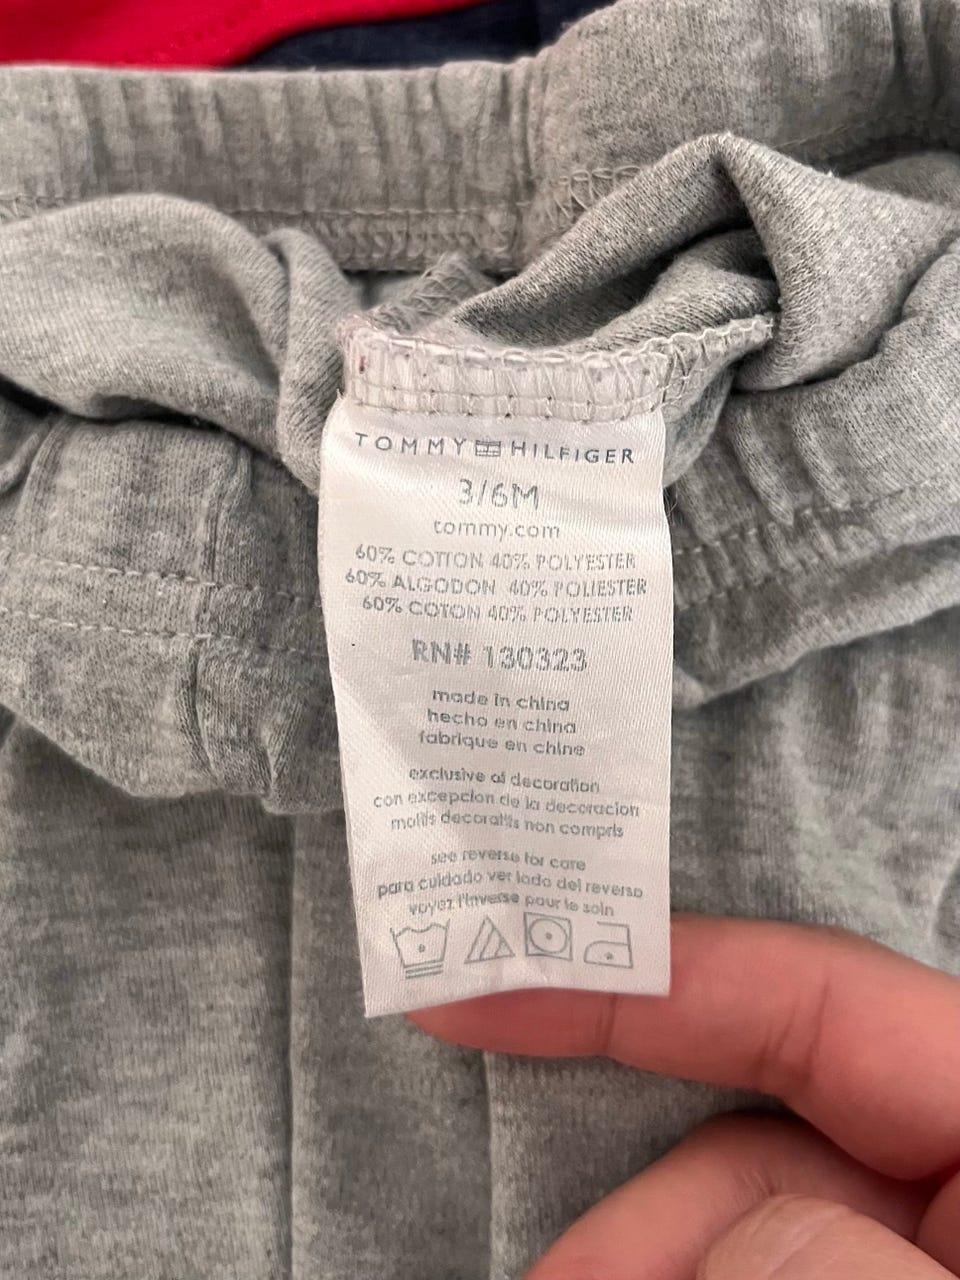 TOMMY HILFIGER
3/6M
tommy.com
60% COTTON 40% POLYESTER
60% ALGODON 40% POLIESTER
60% COTON 40% POLYESTER
RN# 130323
made in china
hecho en china
fabrique en chine
exclusive of decoration
con excepcion de la decoracion
motifs decoratifs non compris
see reverse for care
para cuidado ver lado del reverso
voyez l'inverse pour le soin